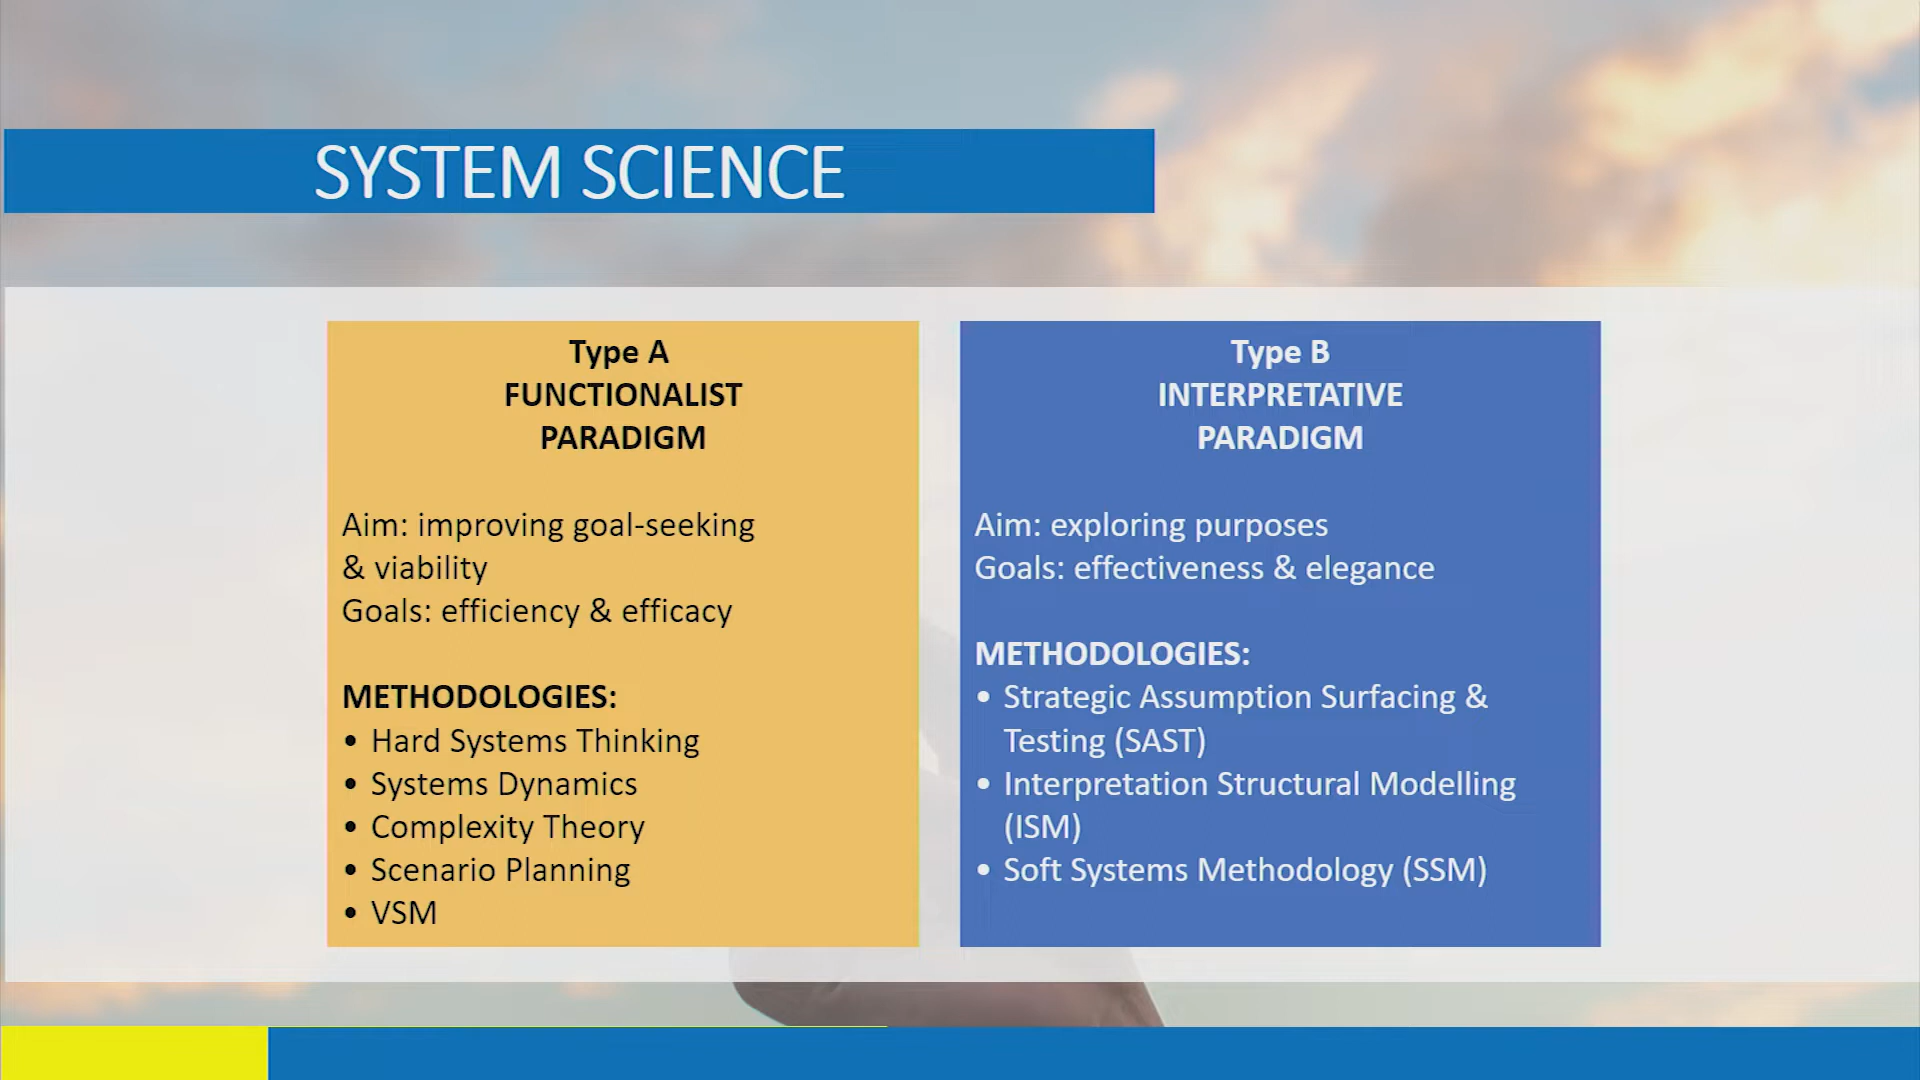 SYSTEM SCIENCE
Type A
FUNCTIONALIST
PARADIGM
Aim: improving goal-seeking
& viability
Goals: efficiency & efficacy
METHODOLOGIES:
• Hard Systems Thinking
• Systems Dynamics
• Complexity Theory
• Scenario Planning
• VSM
Type B
INTERPRETATIVE
PARADIGM
Aim: exploring purposes
Goals: effectiveness & elegance
METHODOLOGIES:
• Strategic Assumption Surfacing &
Testing (SAST)
• Interpretation Structural Modelling
(ISM)
• Soft Systems Methodology (SSM)